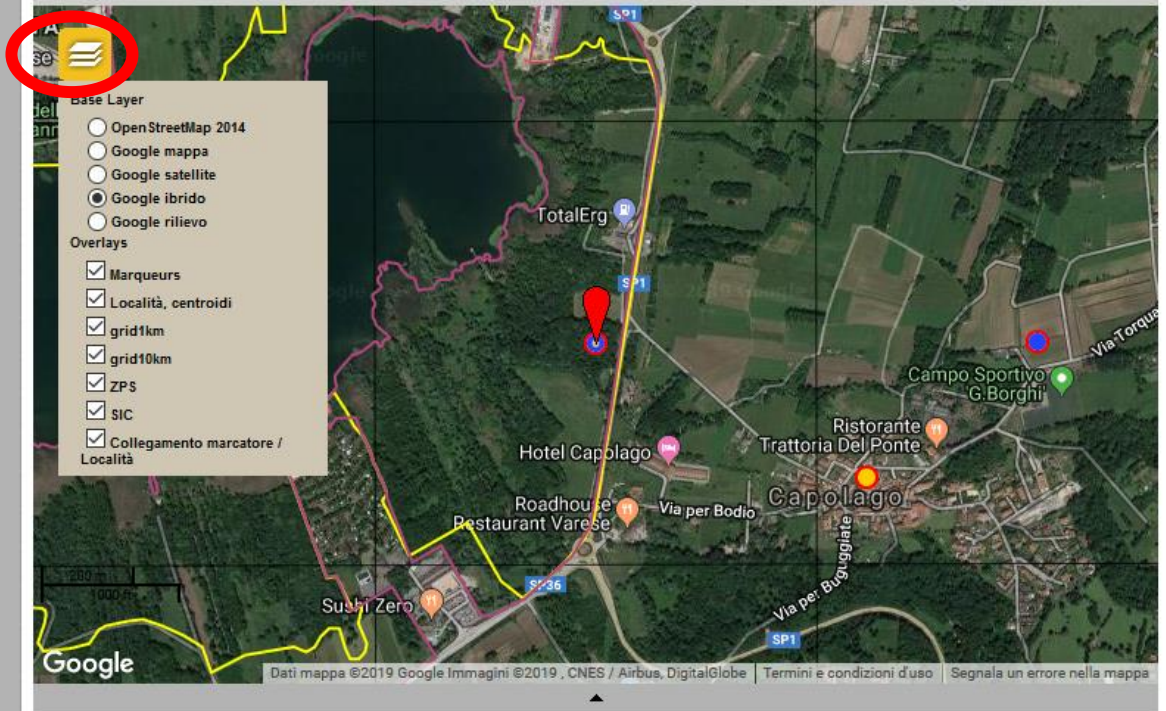 SP1
A
se
Base Layer
OpenStreetMap 2014
Google mappa
Google satellite
Google ibrido
Google rilievo
Overlays
Marqueurs
Località, centroidi
grid1km
grid10km
ZPS
SIC
Collegamento marcatore /
Località
TotalErg
SP1
Via Torqua
Campo Sportivo
'G.Borghi'
Ristorante
Trattoria Del Ponte
Hotel Capolago
Capolago
Roadhouse
Restaurant Varese
Via per Bodio
Via per Buguggiate
200 m
1000 ft
SP36
Sushi Zero
SP1
Google
Dati mappa ©2019 Google Immagini ©2019 , CNES / Airbus, DigitalGlobe
Termini e condizioni d'uso
Segnala un errore nella mappa